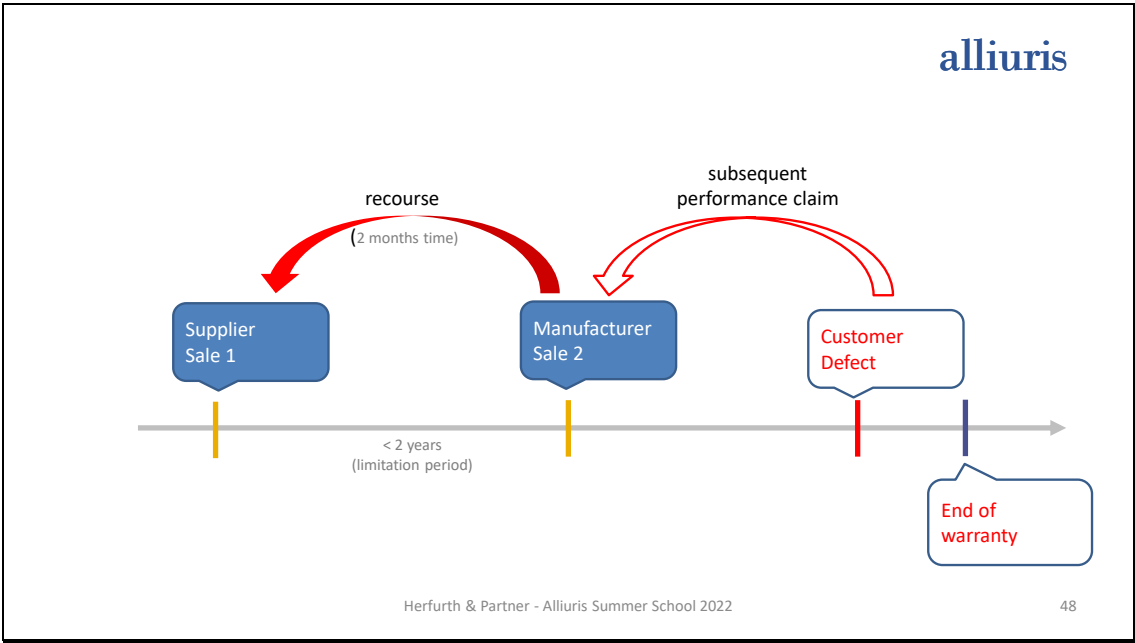 alliuris
subsequent
performance claim
recourse
(2 months time)
Supplier
Sale 1
Manufacturer
Sale 2
Customer
Defect
< 2 years
(limitation period)
End of
warranty
Herfurth & Partner - Alliuris Summer School 2022
48